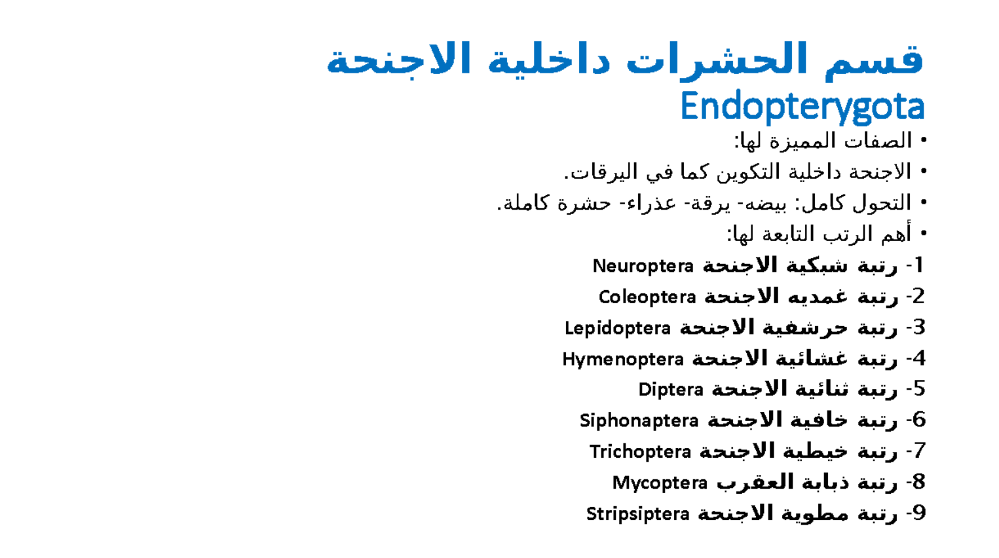 قسم الحشرات داخلية الاجنحة
Endopterygota
• الصفات المميزة لها:
• الاجنحة داخلية التكوين كما في اليرقات.
• التحول كامل: بيضه- يرقة- عذراء- حشرة كاملة.
• أهم الرتب التابعة لها:
1- رتبة شبكية الاجنحة Neuroptera
2- رتبة غمديه الاجنحة Coleoptera
3- رتبة حرشفية الاجنحة Lepidoptera
4- رتبة غشائية الاجنحة Hymenoptera
5- رتبة ثنائية الاجنحة Diptera
6- رتبة خافية الاجنحة Siphonaptera
7- رتبة خيطية الاجنحة Trichoptera
8- رتبة ذبابة العقرب Mycoptera
9- رتبة مطوية الاجنحة Stripsiptera